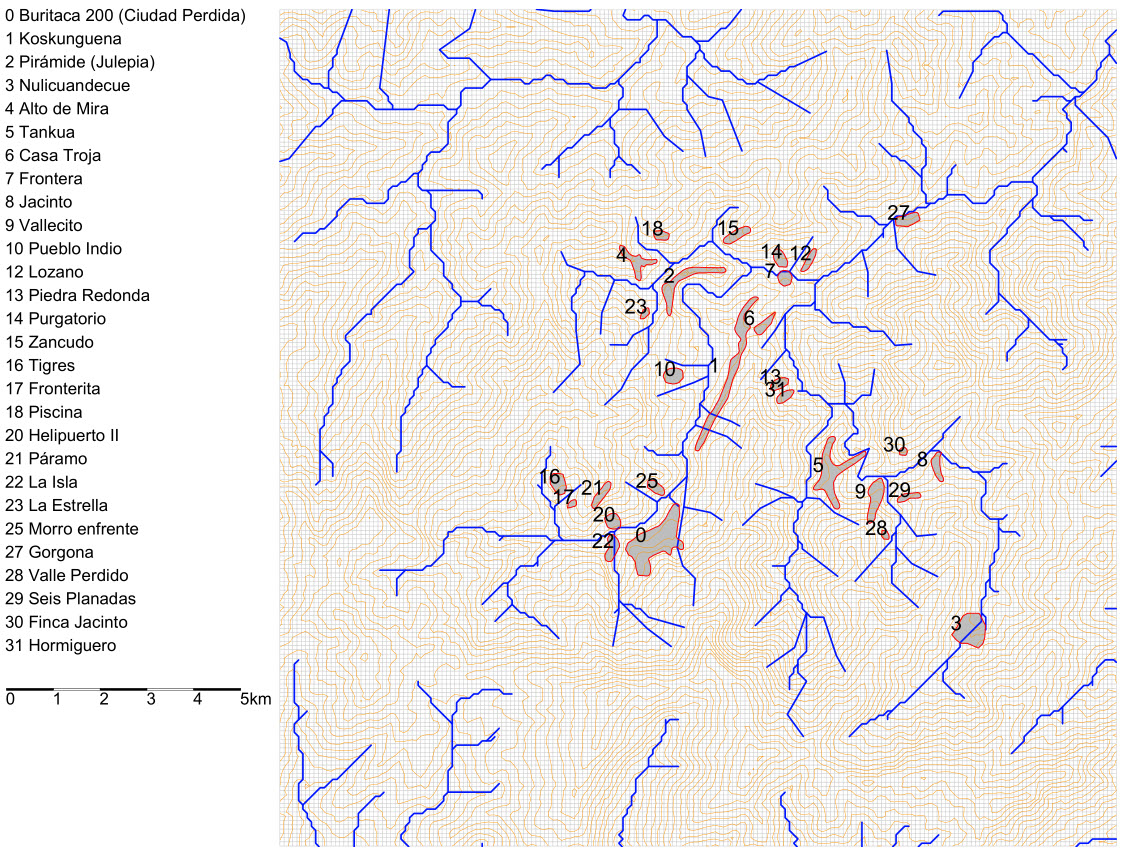 0 Buritaca 200 (Ciudad Perdida)
1 Koskunguena
2 Pirámide (Julepia)
3 Nulicuandecue
4 Alto de Mira
5 Tankua
6 Casa Troja
7 Frontera
8 Jacinto
9 Vallecito
10 Pueblo Indio
12 Lozano
13 Piedra Redonda
14 Purgatorio
15 Zancudo
16 Tigres
17 Fronterita
18 Piscina
20 Helipuerto II
21 Páramo
22 La Isla
23 La Estrella
25 Morro enfrente
27 Gorgona
28 Valle Perdido
29 Seis Planadas
30 Finca Jacinto
31 Hormiguero
0 1 2 3 4 5km
27
18 15
4 14 12
2 7
23 6
10 1 13
31
30
5 8
16 21 25 9 29
17
20 28
22 0
3